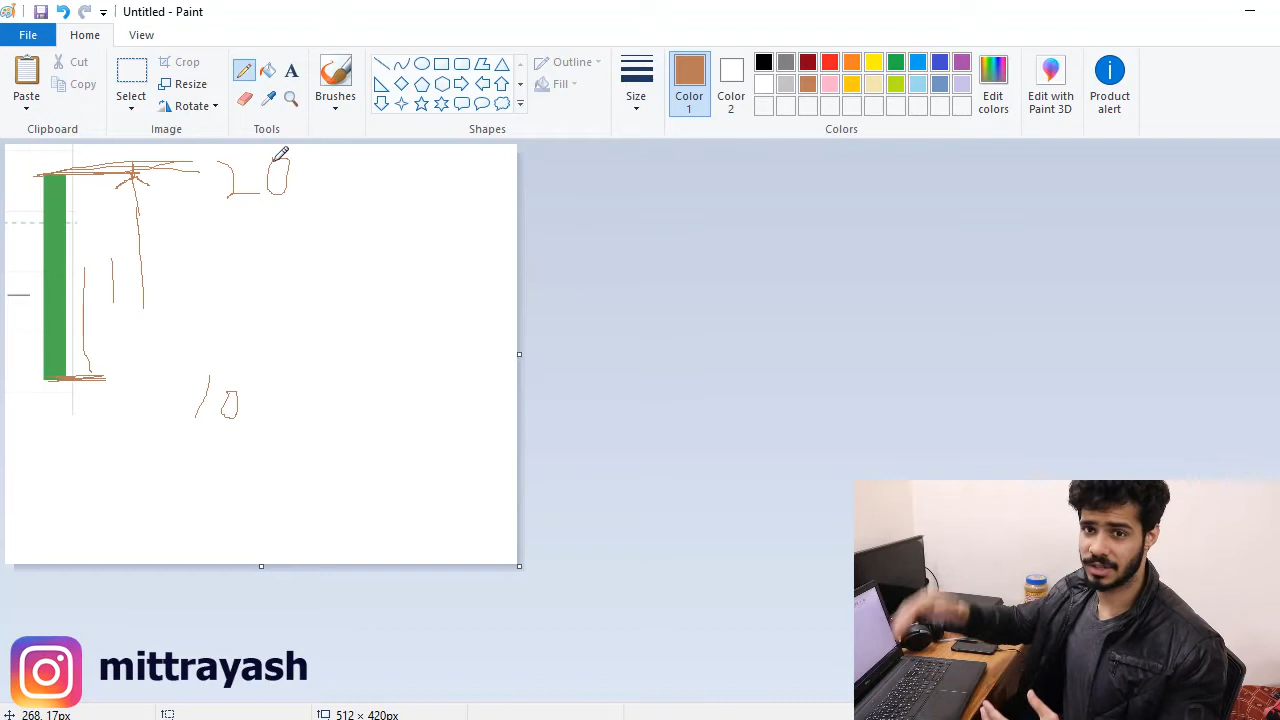 Untitled - Paint
File
Home
View
Paste
Cut
Copy
Clipboard
Select
Crop
Resize
Rotate
Image
Tools
Brushes
Shapes
Outline
Fill
Size
Color
1
Color
2
Edit
colors
Colors
Edit with
Paint 3D
Product
alert
20
10
mittrayash
268, 17px
512 × 420px